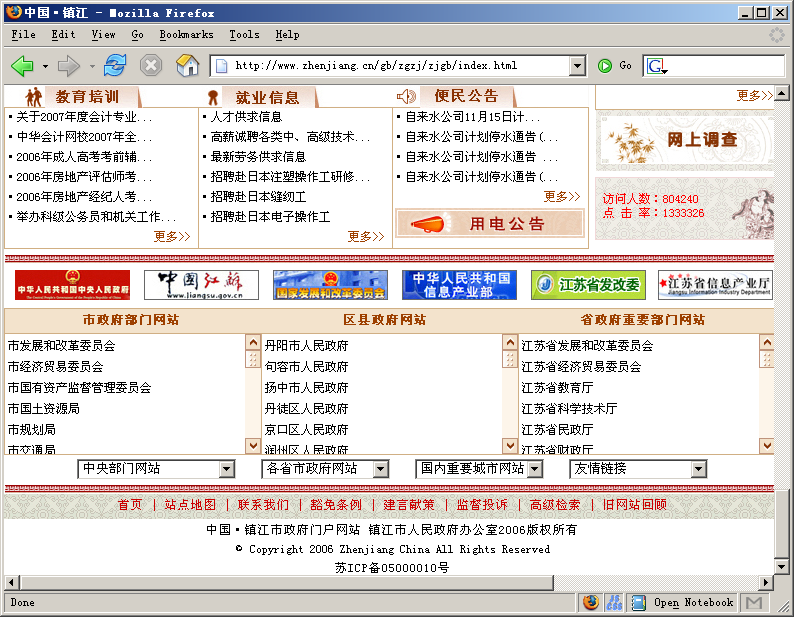 中国·镇江 - Mozilla Firefox
File Edit View Go Bookmarks Tools Help
http://www.zhenjiang.cn/gb/zgzj/zjgb/index.html Go
教育培训 就业信息 便民公告 更多>>
·关于2007年度会计专业... ·人才供求信息 ·自来水公司11月15日计...
·中华会计网校2007年全... ·高薪诚聘各类中、高级技术... ·自来水公司计划停水通告(... 网上调查
·2006年成人高考考前辅... ·最新劳务供求信息 ·自来水公司计划停水通告 ...
·2006年房地产评估师考... ·招聘赴日本注塑操作工研修... ·自来水公司计划停水通告(...
·2006年房地产经纪人考... ·招聘赴日本缝纫工 更多>> 访问人数：804240
·举办科级公务员和机关工作... ·招聘赴日本电子操作工 用电公告 点 击 率：1333326
更多>> 更多>>
中华人民共和国中央人民政府 中国江苏 国家发展和改革委员会 中华人民共和国 江苏省发改委 江苏省信息产业厅
www.jiangsu.gov.cn 信息产业部 Jiangsu Information Industry Department
市政府部门网站 区县政府网站 省政府重要部门网站
市发展和改革委员会 丹阳市人民政府 江苏省发展和改革委员会
市经济贸易委员会 句容市人民政府 江苏省经济贸易委员会
市国有资产监督管理委员会 扬中市人民政府 江苏省教育厅
市国土资源局 丹徒区人民政府 江苏省科学技术厅
市规划局 京口区人民政府 江苏省民政厅
市交通局 润州区人民政府 江苏省财政厅
中央部门网站 各省市政府网站 国内重要城市网站 友情链接
首页 | 站点地图 | 联系我们 | 豁免条例 | 建言献策 | 监督投诉 | 高级检索 | 旧网站回顾
中国·镇江市政府门户网站 镇江市人民政府办公室2006版权所有
© Copyright 2006 Zhenjiang China All Rights Reserved
苏ICP备05000010号
Done Open Notebook